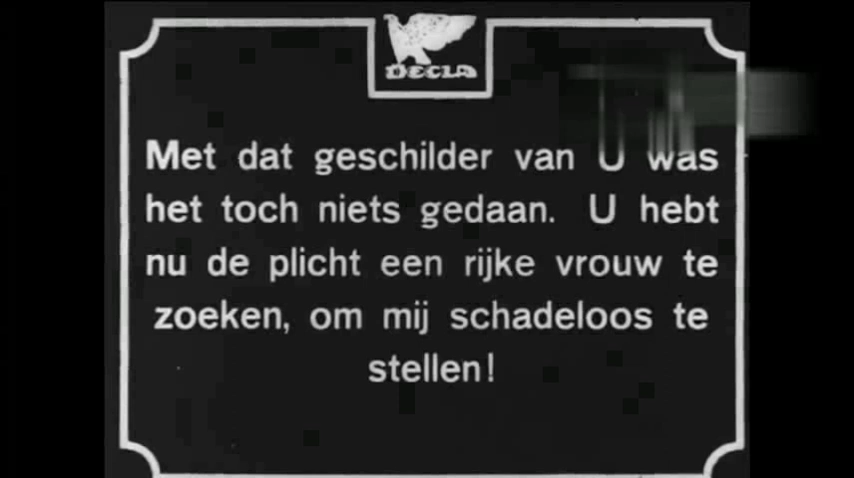 DECLA
Met dat geschilder van U was
het toch niets gedaan. U hebt
nu de plicht een rijke vrouw te
zoeken, om mij schadeloos te
stellen!